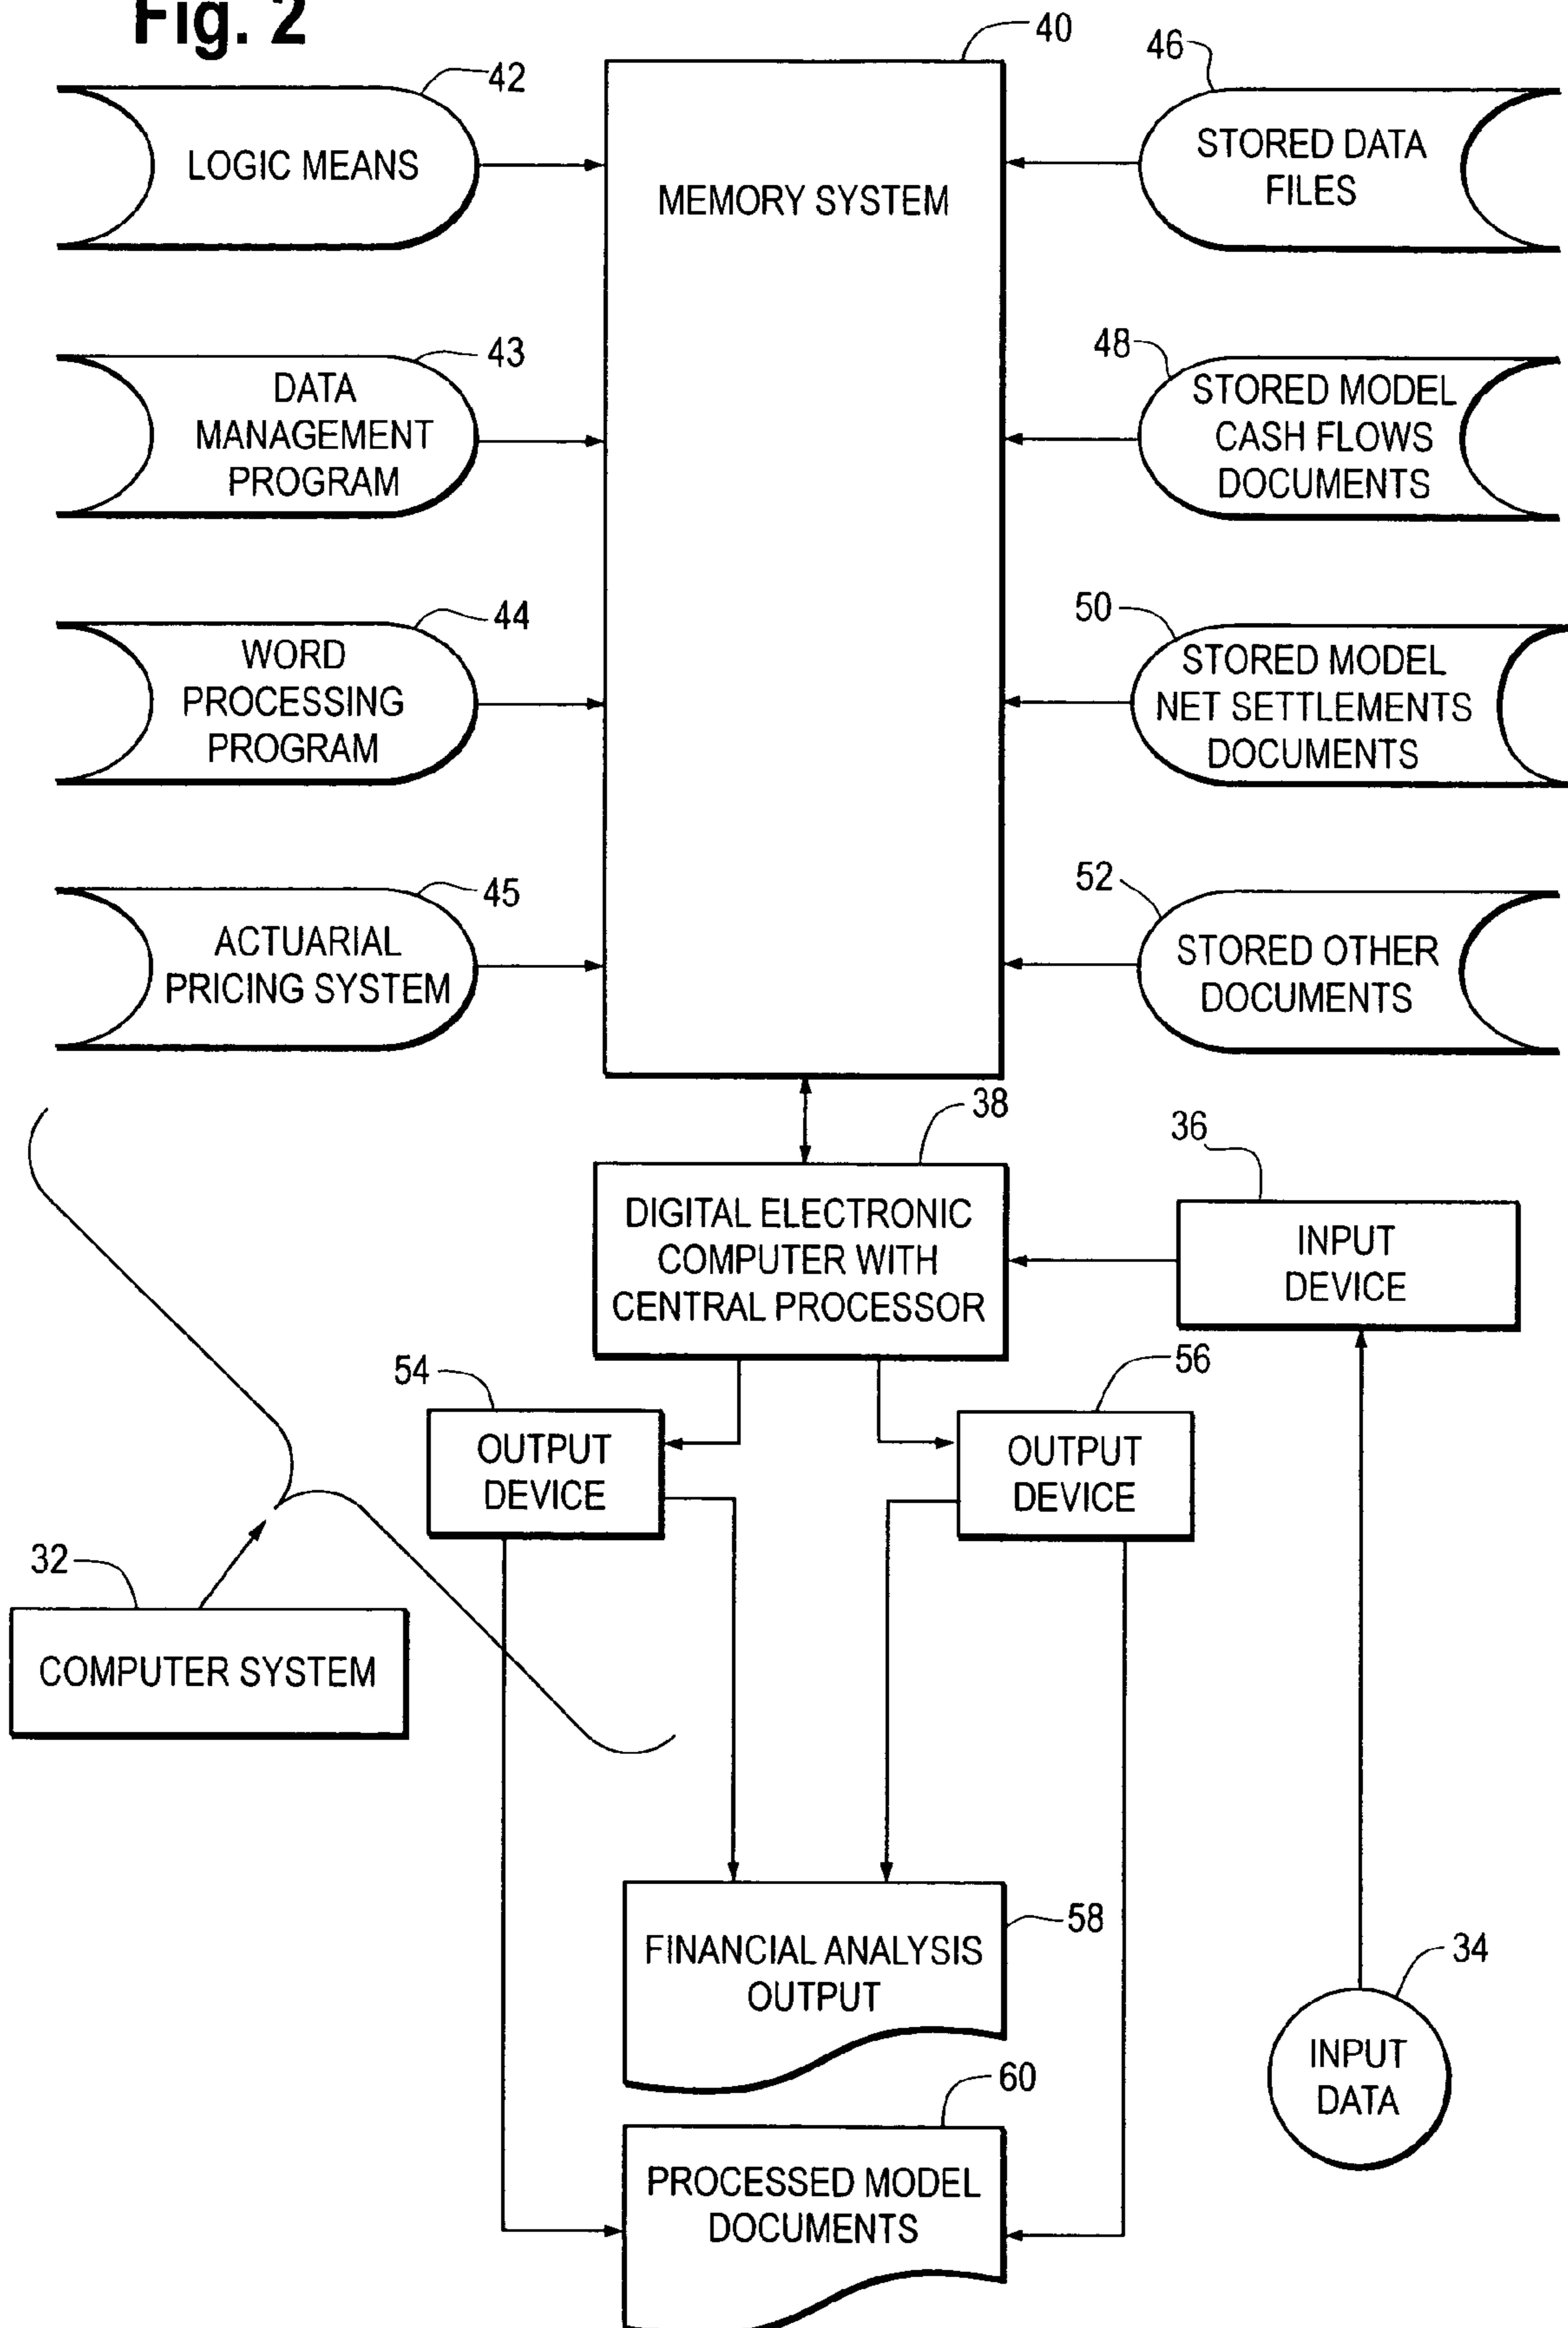 Fig. 2
40
46
42
LOGIC MEANS
MEMORY SYSTEM
STORED DATA
FILES
43
DATA
MANAGEMENT
PROGRAM
48
STORED MODEL
CASH FLOWS
DOCUMENTS
44
WORD
PROCESSING
PROGRAM
50
STORED MODEL
NET SETTLEMENTS
DOCUMENTS
45
ACTUARIAL
PRICING SYSTEM
52
STORED OTHER
DOCUMENTS
38
DIGITAL ELECTRONIC
COMPUTER WITH
CENTRAL PROCESSOR
36
INPUT
DEVICE
54
OUTPUT
DEVICE
56
OUTPUT
DEVICE
32
COMPUTER SYSTEM
58
FINANCIAL ANALYSIS
OUTPUT
34
INPUT
DATA
60
PROCESSED MODEL
DOCUMENTS